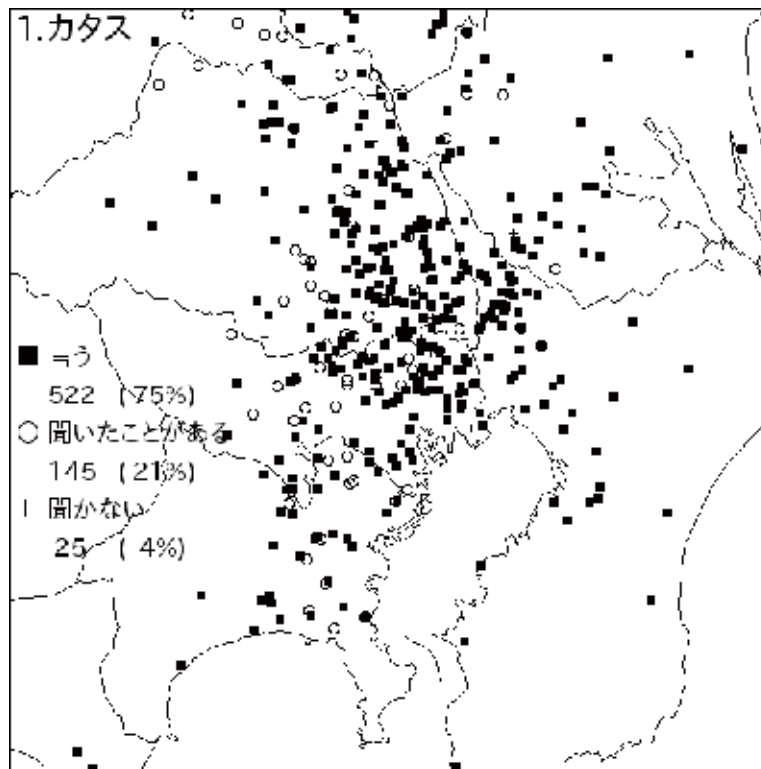 1.カタス
■ 言う
522 (75%)
○ 聞いたことがある
145 (21%)
| 聞かない
25 ( 4%)